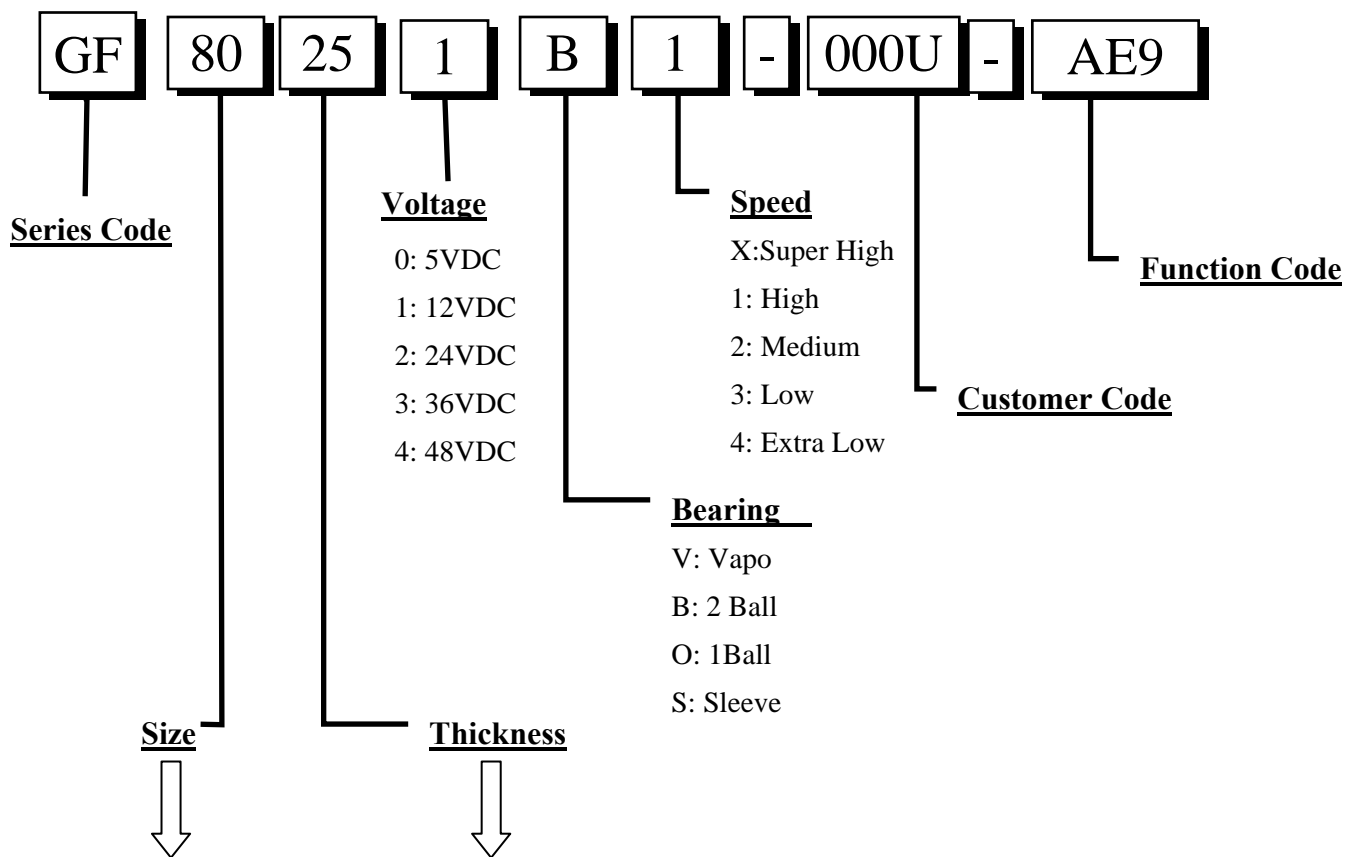 GF 80 25 1 B 1 - 000U - AE9
Series Code
Voltage
0: 5VDC
1: 12VDC
2: 24VDC
3: 36VDC
4: 48VDC
Speed
X:Super High
1: High
2: Medium
3: Low
4: Extra Low
Function Code
Customer Code
Bearing
V: Vapo
B: 2 Ball
O: 1Ball
S: Sleeve
Size
Thickness